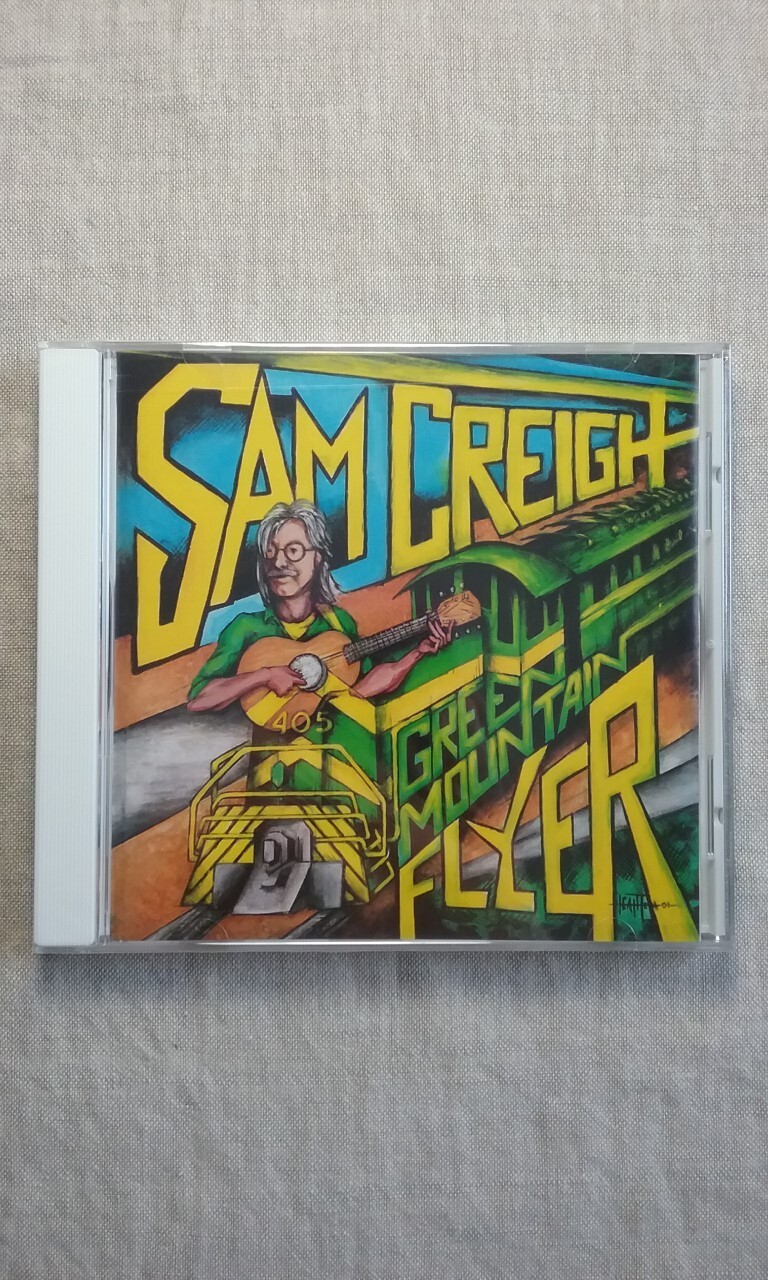 SAM CREIGH
405
GREEN
MOUNTAIN
FLYER